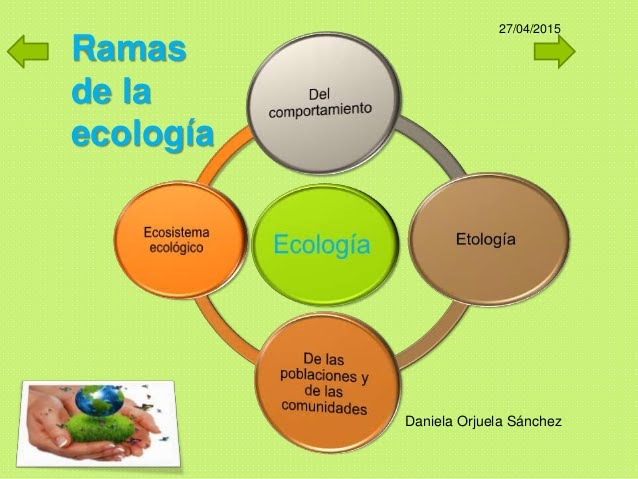 27/04/2015
Ramas
de la
ecología
Del
comportamiento
Ecosistema
ecológico
Ecología
Etología
De las
poblaciones y
de las
comunidades
Daniela Orjuela Sánchez